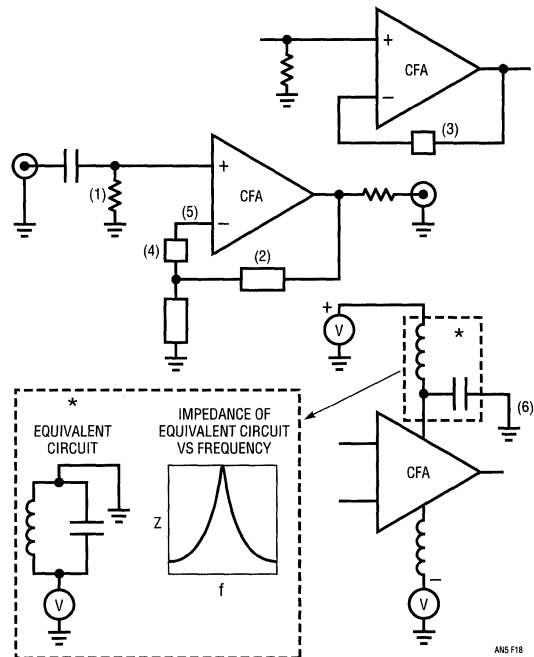 +
CFA
−
(3)
(1)
+
CFA
(5)
−
(4)
(2)
+
V
*
(6)
CFA
−
V
*
EQUIVALENT
CIRCUIT
V
IMPEDANCE OF
EQUIVALENT CIRCUIT
VS FREQUENCY
Z
f
AN5 F18